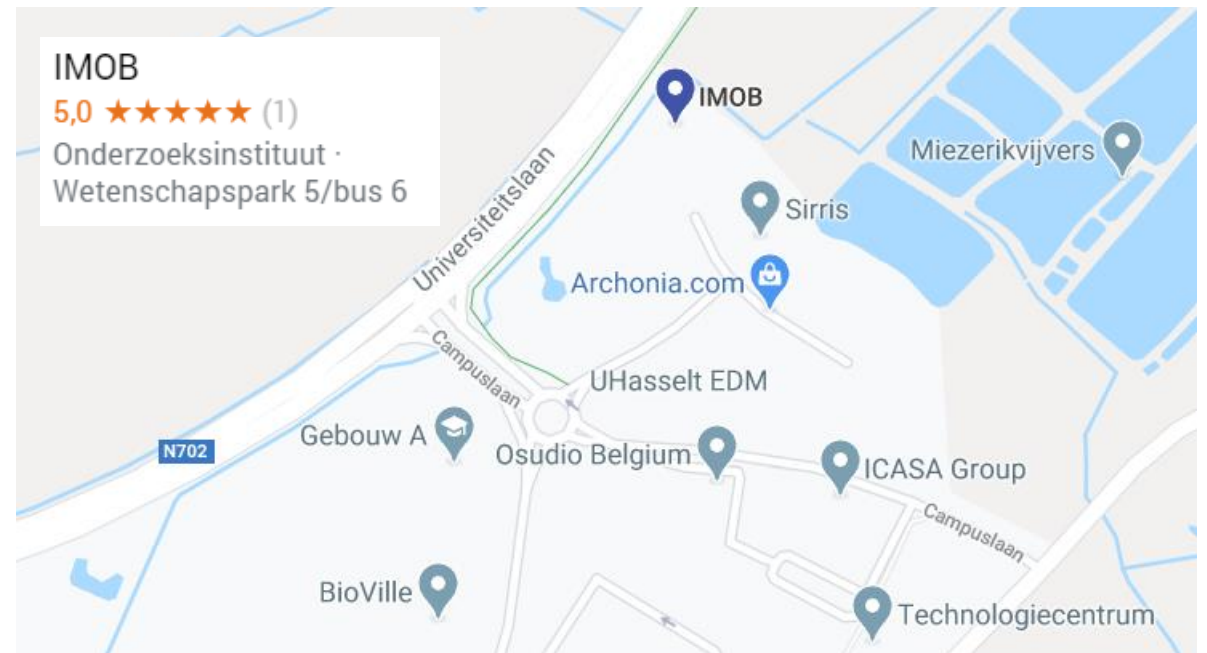 IMOB
5,0 ★★★★★ (1)
Onderzoeksinstituut ·
Wetenschapspark 5/bus 6
IMOB
Miezerikvijvers
Sirris
Universiteitslaan
Archonia.com
Campuslaan
UHasselt EDM
Gebouw A
N702
Osudio Belgium
ICASA Group
Campuslaan
BioVille
Technologiecentrum